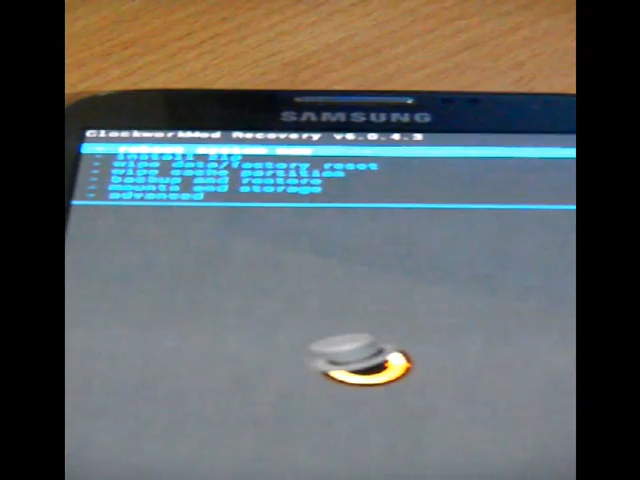 SAMSUNG
ClockworkMod Recovery v6.0.4.3
- reboot system now
- install zip
- wipe data/factory reset
- wipe cache partition
- backup and restore
- mounts and storage
- advanced